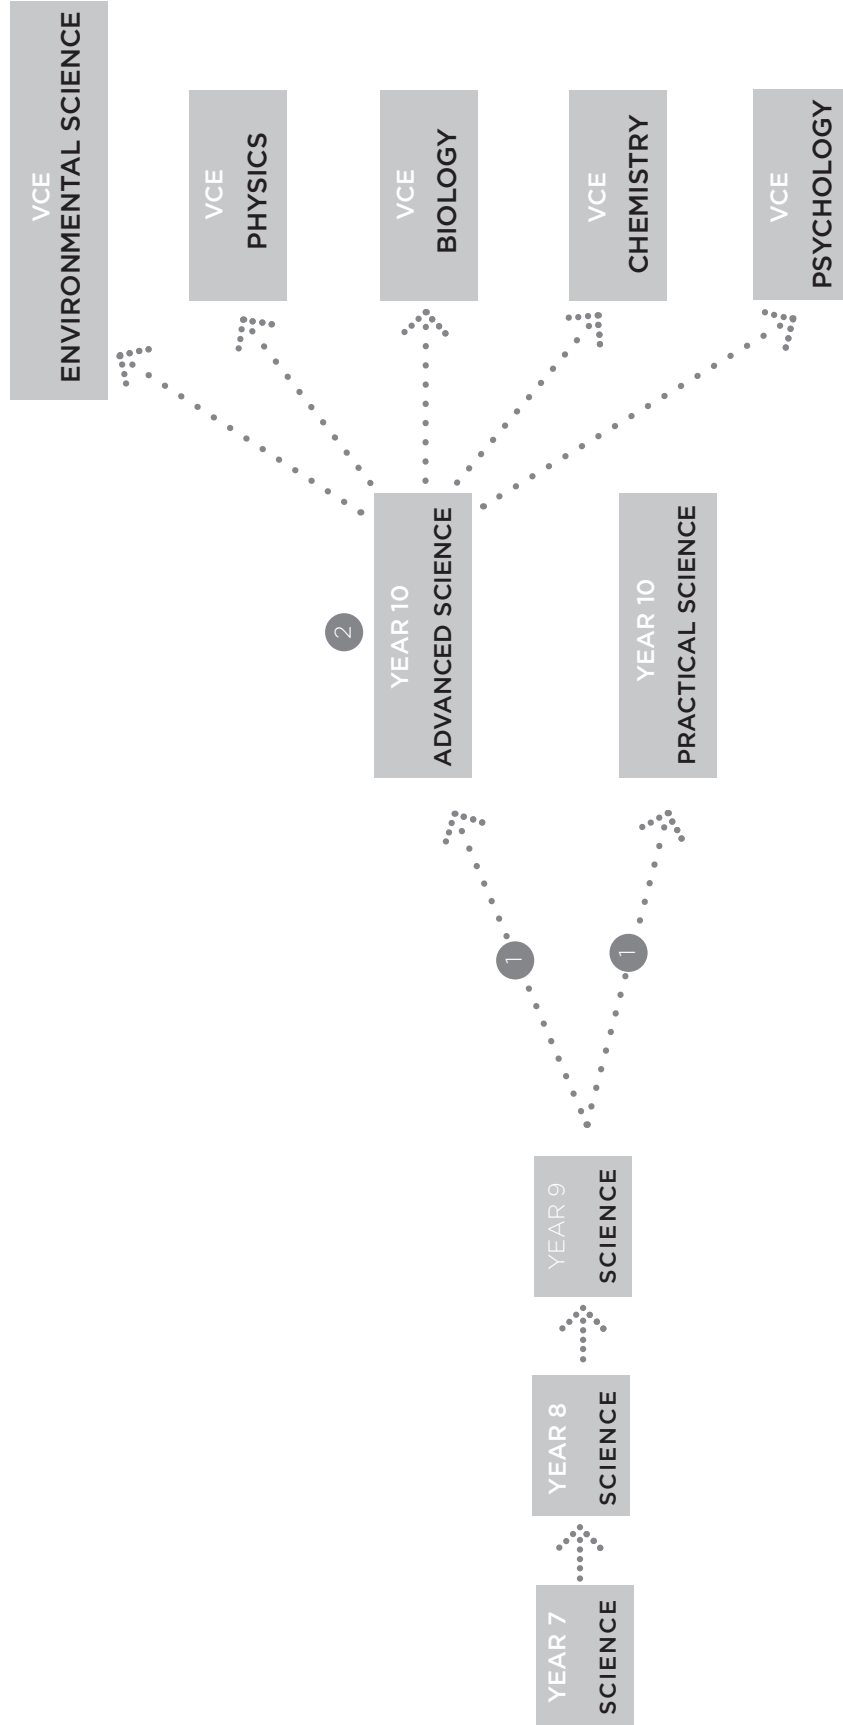 YEAR 7
SCIENCE
YEAR 8
SCIENCE
YEAR 9
SCIENCE
1
1
2
YEAR 10
ADVANCED SCIENCE
YEAR 10
PRACTICAL SCIENCE
VCE
ENVIRONMENTAL SCIENCE
VCE
PHYSICS
VCE
BIOLOGY
VCE
CHEMISTRY
VCE
PSYCHOLOGY